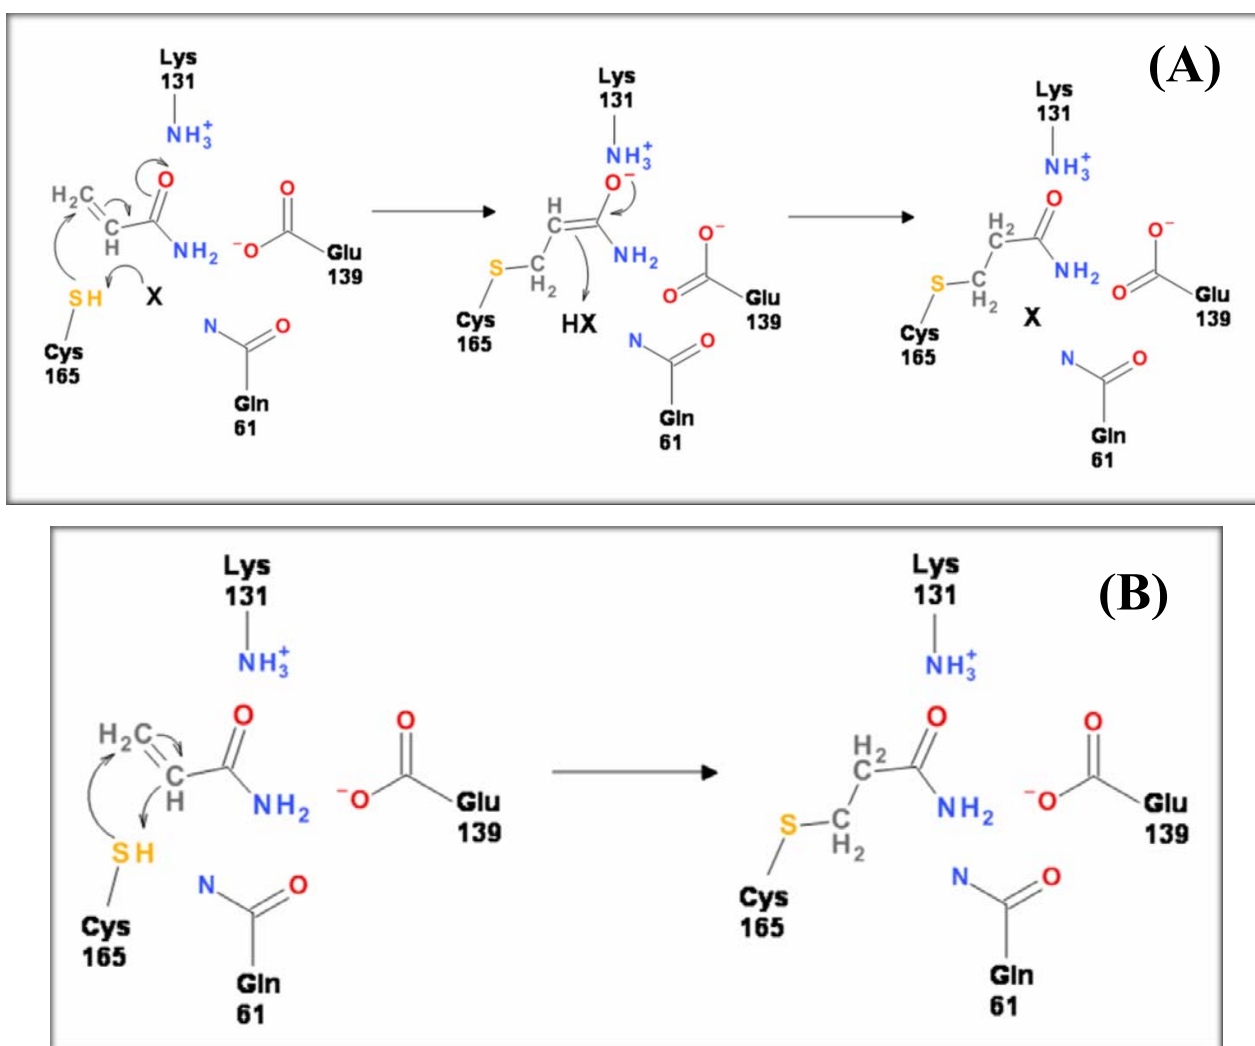 (A)
Lys
131
NH3+
O
H2C
C
H
NH2
SH
X
Cys
165
O
−O
Glu
139
N
O
Gln
61
Lys
131
NH3+
O−
H
C
NH2
S
C
H2
HX
Cys
165
O−
O
Glu
139
N
O
Gln
61
Lys
131
NH3+
O
H2
C
NH2
S
C
H2
X
Cys
165
O−
O
Glu
139
N
O
Gln
61
(B)
Lys
131
NH3+
O
H2C
C
H
NH2
SH
Cys
165
O
−O
Glu
139
N
O
Gln
61
Lys
131
NH3+
O
H2
C
NH2
S
C
H2
Cys
165
O
−O
Glu
139
N
O
Gln
61